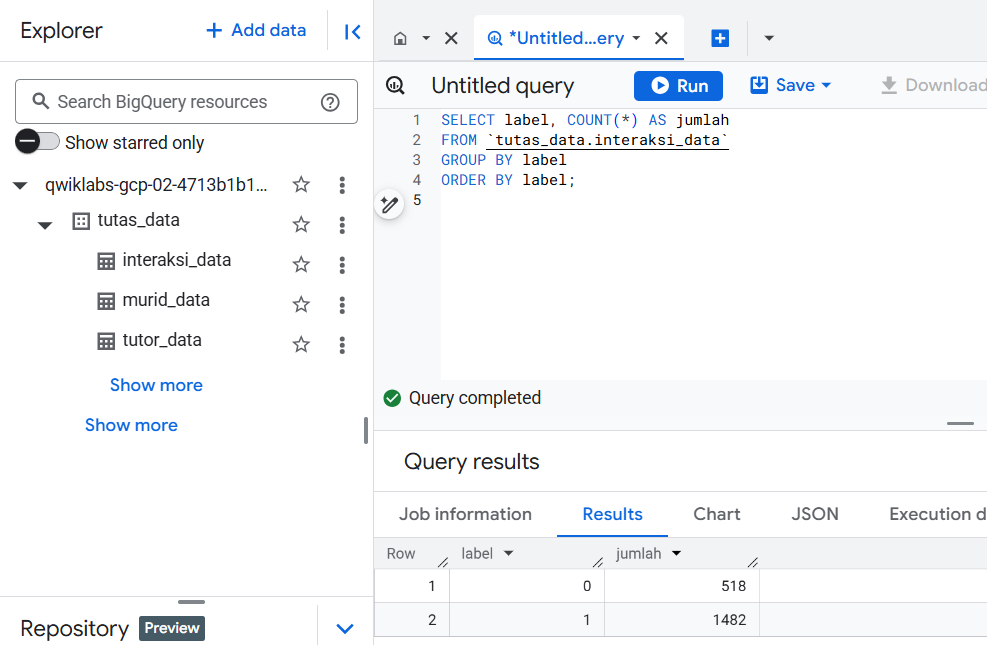 Explorer
+ Add data
Search BigQuery resources
Show starred only
qwiklabs-gcp-02-4713b1b1...
tutas_data
interaksi_data
murid_data
tutor_data
Show more
Show more
Repository Preview
*Untitled...ery
Untitled query
Run
Save
Download
1 SELECT label, COUNT(*) AS jumlah
2 FROM `tutas_data.interaksi_data`
3 GROUP BY label
4 ORDER BY label;
5
Query completed
Query results
Job information Results Chart JSON Execution d
Row label jumlah
1 0 518
2 1 1482